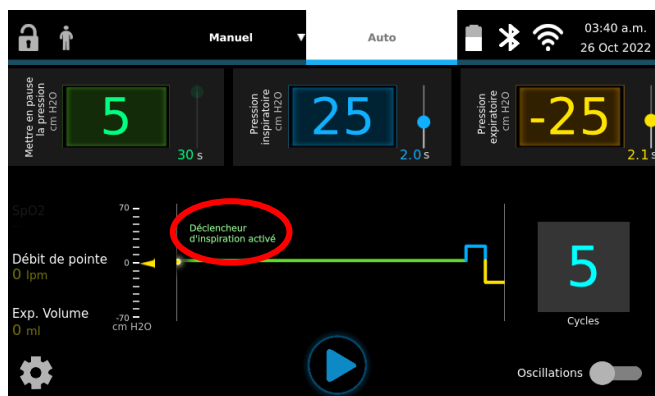 Manuel ▼ Auto 03:40 a.m.
26 Oct 2022
Mettre en pause
la pression
cm H2O
5
30 s
Pression
inspiratoire
cm H2O
25
2.0 s
Pression
expiratoire
cm H2O
-25
2.1 s
SpO2
Débit de pointe
0 lpm
Exp. Volume
0 ml
70
0
-70
cm H2O
Déclencheur
d'inspiration activé
5
Cycles
Oscillations